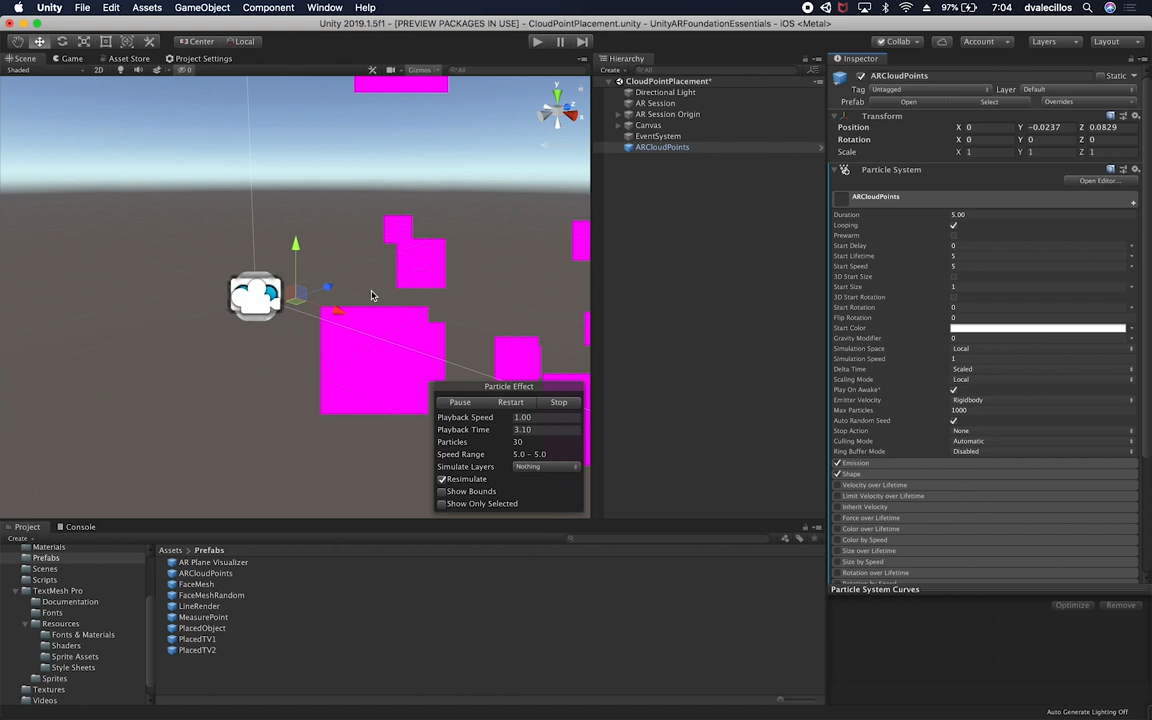 Unity File Edit Assets GameObject Component Window Help 97% 7:04 dvalecillos
Unity 2019.1.5f1 - [PREVIEW PACKAGES IN USE] - CloudPointPlacement.unity - UnityARFoundationEssentials - iOS <Metal>
Center Local Collab Account Layers Layout
Scene Game Asset Store Project Settings Hierarchy Inspector
Shaded 2D 0 Gizmos All
Create All
CloudPointPlacement*
Directional Light
AR Session
AR Session Origin
Canvas
EventSystem
ARCloudPoints
y
z
x
Particle Effect
Pause Restart Stop
Playback Speed 1.00
Playback Time 3.10
Particles 30
Speed Range 5.0 - 5.0
Simulate Layers Nothing
Resimulate
Show Bounds
Show Only Selected
ARCloudPoints Static
Tag Untagged Layer Default
Prefab Open Select Overrides
Transform
Position X 0 Y -0.0237 Z 0.0829
Rotation X 0 Y 0 Z 0
Scale X 1 Y 1 Z 1
Particle System
Open Editor...
ARCloudPoints
Duration 5.00
Looping
Prewarm
Start Delay 0
Start Lifetime 5
Start Speed 5
3D Start Size
Start Size 1
3D Start Rotation
Start Rotation 0
Flip Rotation 0
Start Color
Gravity Modifier 0
Simulation Space Local
Simulation Speed 1
Delta Time Scaled
Scaling Mode Local
Play On Awake*
Emitter Velocity Rigidbody
Max Particles 1000
Auto Random Seed
Stop Action None
Culling Mode Automatic
Ring Buffer Mode Disabled
Emission
Shape
Velocity over Lifetime
Limit Velocity over Lifetime
Inherit Velocity
Force over Lifetime
Color over Lifetime
Color by Speed
Size over Lifetime
Size by Speed
Rotation over Lifetime
Rotation by Speed
Particle System Curves
Optimize Remove
Project Console
Create
Materials
Prefabs
Scenes
Scripts
TextMesh Pro
Documentation
Fonts
Resources
Fonts & Materials
Shaders
Sprite Assets
Style Sheets
Sprites
Textures
Videos
Assets Prefabs
AR Plane Visualizer
ARCloudPoints
FaceMesh
FaceMeshRandom
LineRender
MeasurePoint
PlacedObject
PlacedTV1
PlacedTV2
Auto Generate Lighting Off